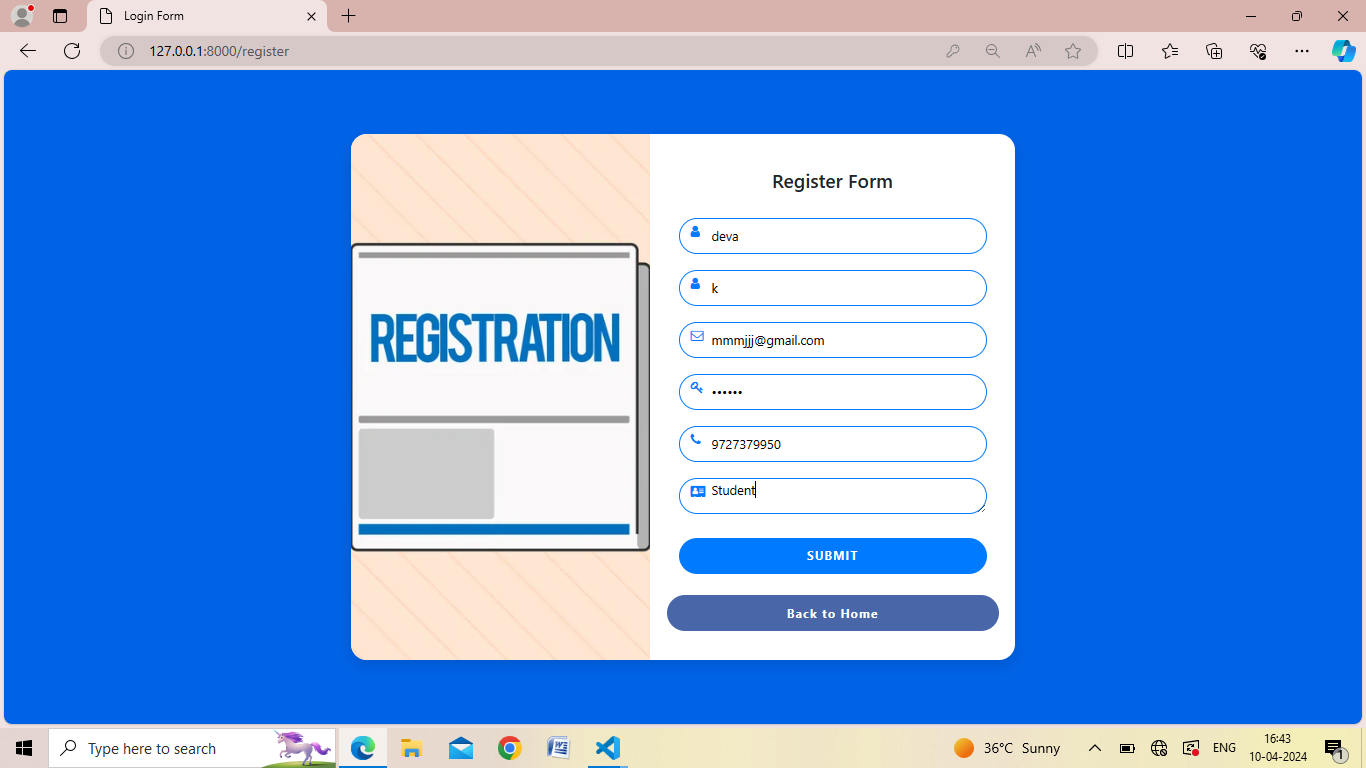 Login Form
127.0.0.1:8000/register
Register Form
deva
k
mmmjjj@gmail.com
••••••
9727379950
Student
SUBMIT
Back to Home
REGISTRATION
Type here to search
36°C Sunny
ENG
16:43
10-04-2024
1